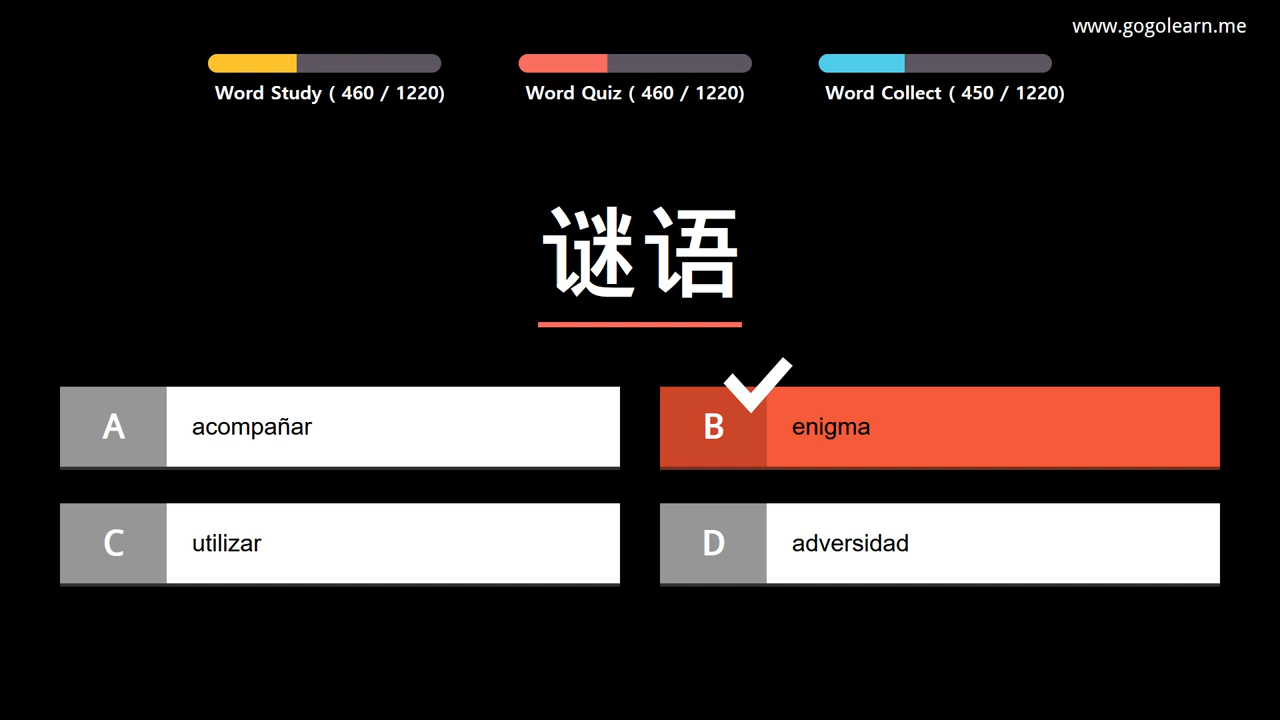 www.gogolearn.me
Word Study ( 460 / 1220)
Word Quiz ( 460 / 1220)
Word Collect ( 450 / 1220)
谜语
A acompañar
B enigma
C utilizar
D adversidad